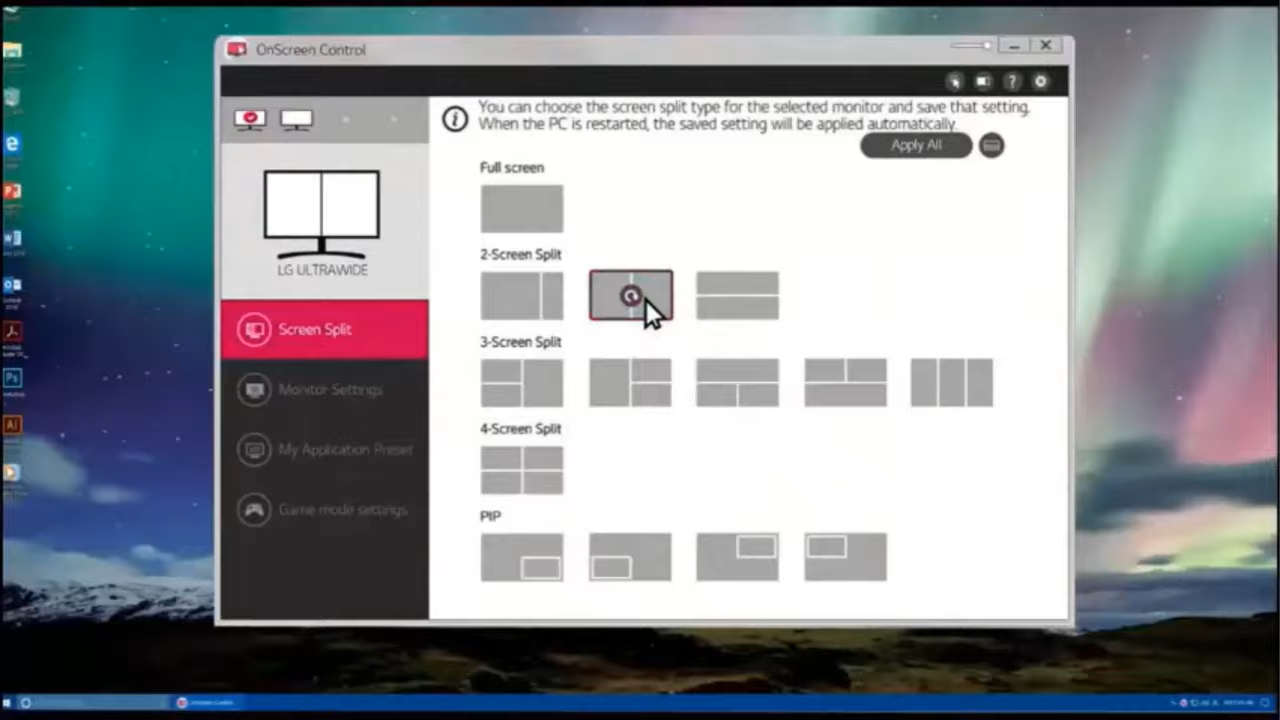 OnScreen Control
?
You can choose the screen split type for the selected monitor and save that setting.
When the PC is restarted, the saved setting will be applied automatically.
Apply All
LG ULTRAWIDE
Screen Split
Monitor Settings
My Application Preset
Game mode settings
Full screen
2-Screen Split
3-Screen Split
4-Screen Split
PIP
Ps
Ai